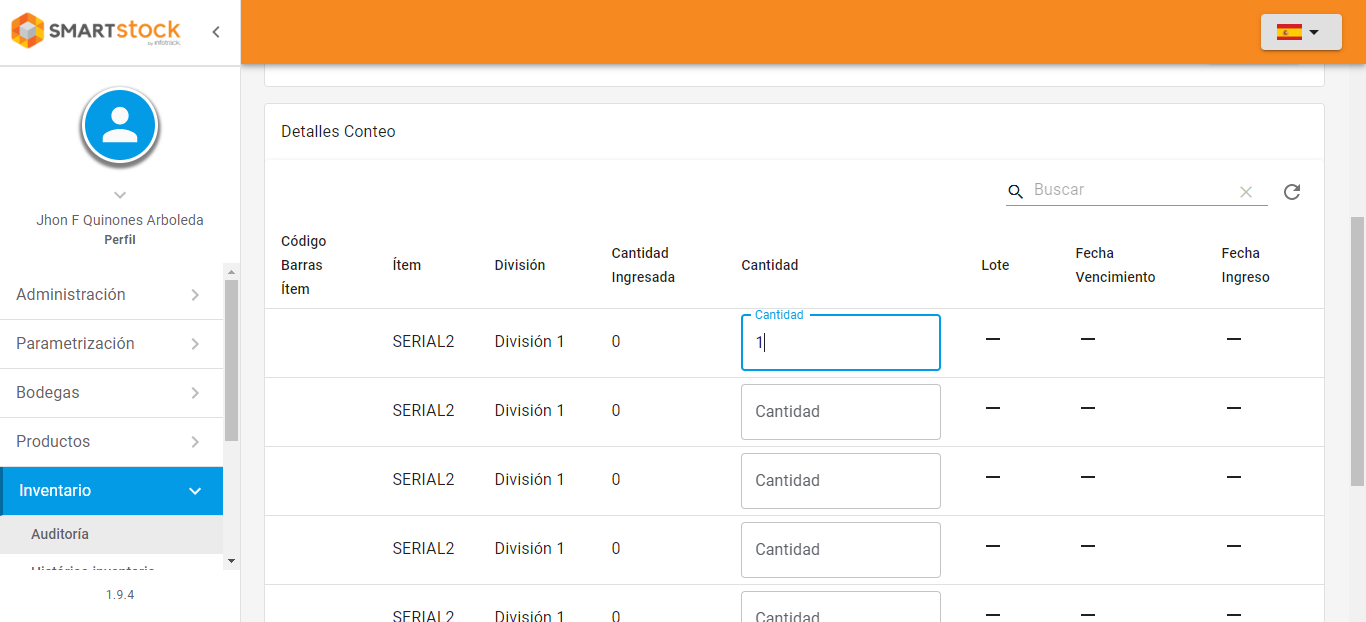 SMARTstock
by infotrack.
Jhon F Quinones Arboleda
Perfil
Administración
Parametrización
Bodegas
Productos
Inventario
Auditoría
Histórico inventario
1.9.4
Detalles Conteo
Buscar
Código Barras Ítem
Ítem
División
Cantidad Ingresada
Cantidad
Lote
Fecha Vencimiento
Fecha Ingreso
Cantidad
SERIAL2 División 1 0 1 — — —
SERIAL2 División 1 0 Cantidad — — —
SERIAL2 División 1 0 Cantidad — — —
SERIAL2 División 1 0 Cantidad — — —
SERIAL2 División 1 0 Cantidad — — —